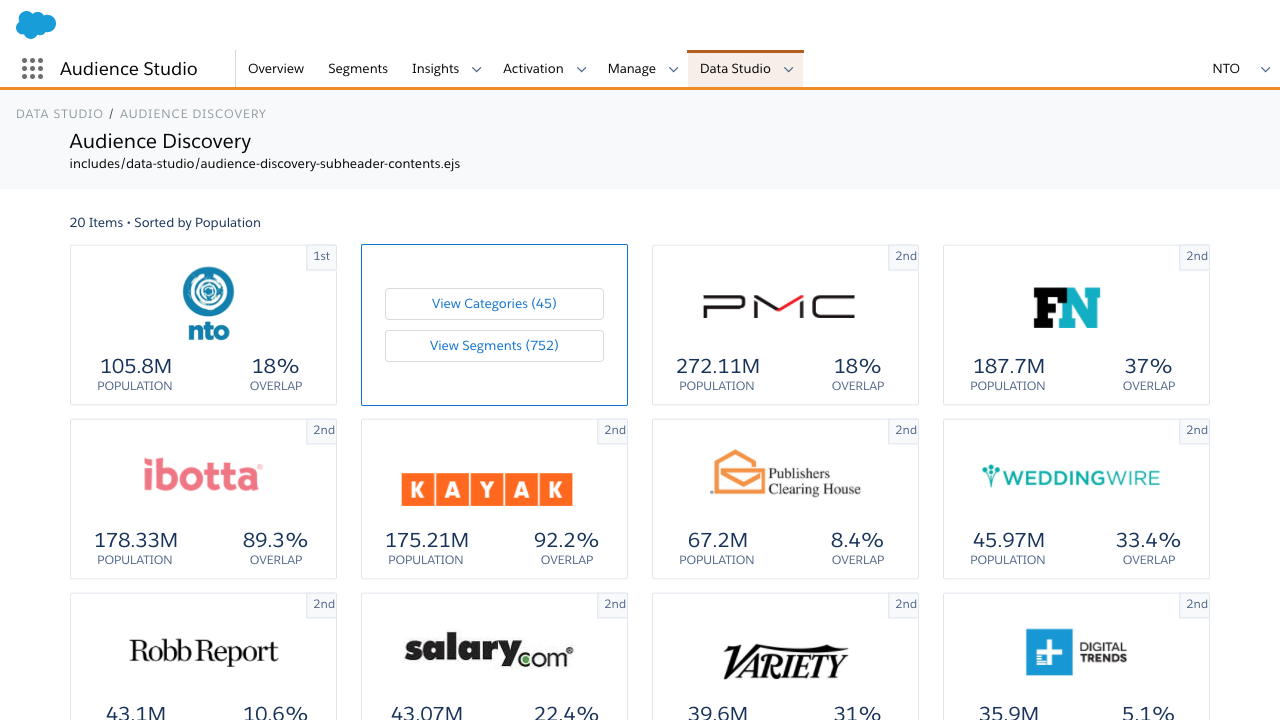 Audience Studio
Overview
Segments
Insights
Activation
Manage
Data Studio
NTO
DATA STUDIO / AUDIENCE DISCOVERY
Audience Discovery
includes/data-studio/audience-discovery-subheader-contents.ejs
20 Items • Sorted by Population
1st
nto
105.8M
POPULATION
18%
OVERLAP
View Categories (45)
View Segments (752)
2nd
PMC
272.11M
POPULATION
18%
OVERLAP
2nd
FN
187.7M
POPULATION
37%
OVERLAP
2nd
ibotta
178.33M
POPULATION
89.3%
OVERLAP
2nd
KAYAK
175.21M
POPULATION
92.2%
OVERLAP
2nd
Publishers
Clearing House
67.2M
POPULATION
8.4%
OVERLAP
2nd
WEDDINGWIRE
45.97M
POPULATION
33.4%
OVERLAP
2nd
Robb Report
43.1M
10.6%
2nd
salary.com
43.07M
22.4%
2nd
VARIETY
39.6M
31%
2nd
DIGITAL
TRENDS
35.9M
5.1%